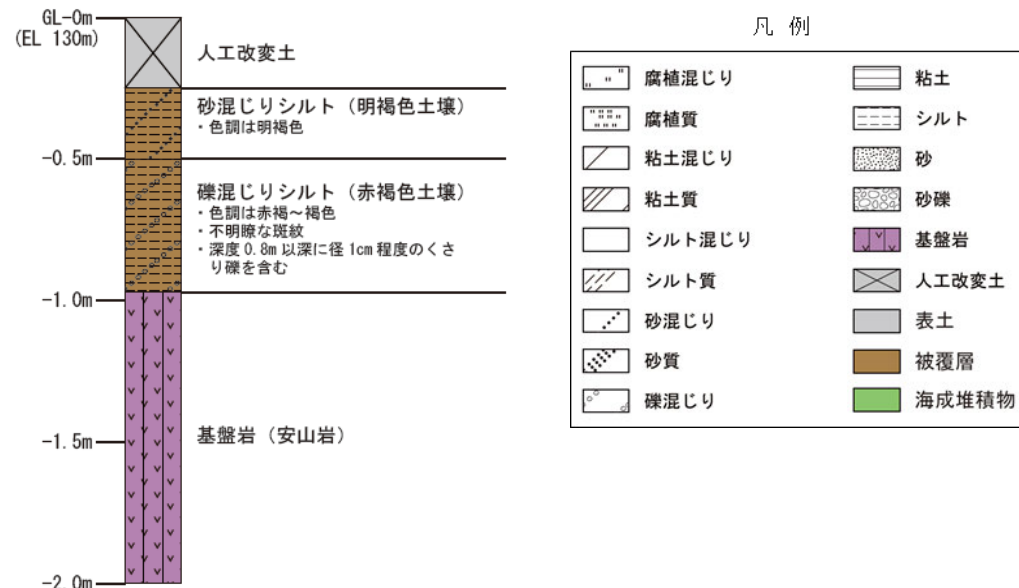 GL-0m
(EL 130m)
人工改変土
砂混じりシルト（明褐色土壌）
・色調は明褐色
-0.5m
礫混じりシルト（赤褐色土壌）
・色調は赤褐～褐色
・不明瞭な斑紋
・深度 0.8m 以深に径 1cm 程度のくさ
り礫を含む
-1.0m
基盤岩（安山岩）
-1.5m
-2.0m
凡 例
腐植混じり
腐植質
粘土混じり
粘土質
シルト混じり
シルト質
砂混じり
砂質
礫混じり
粘土
シルト
砂
砂礫
基盤岩
人工改変土
表土
被覆層
海成堆積物